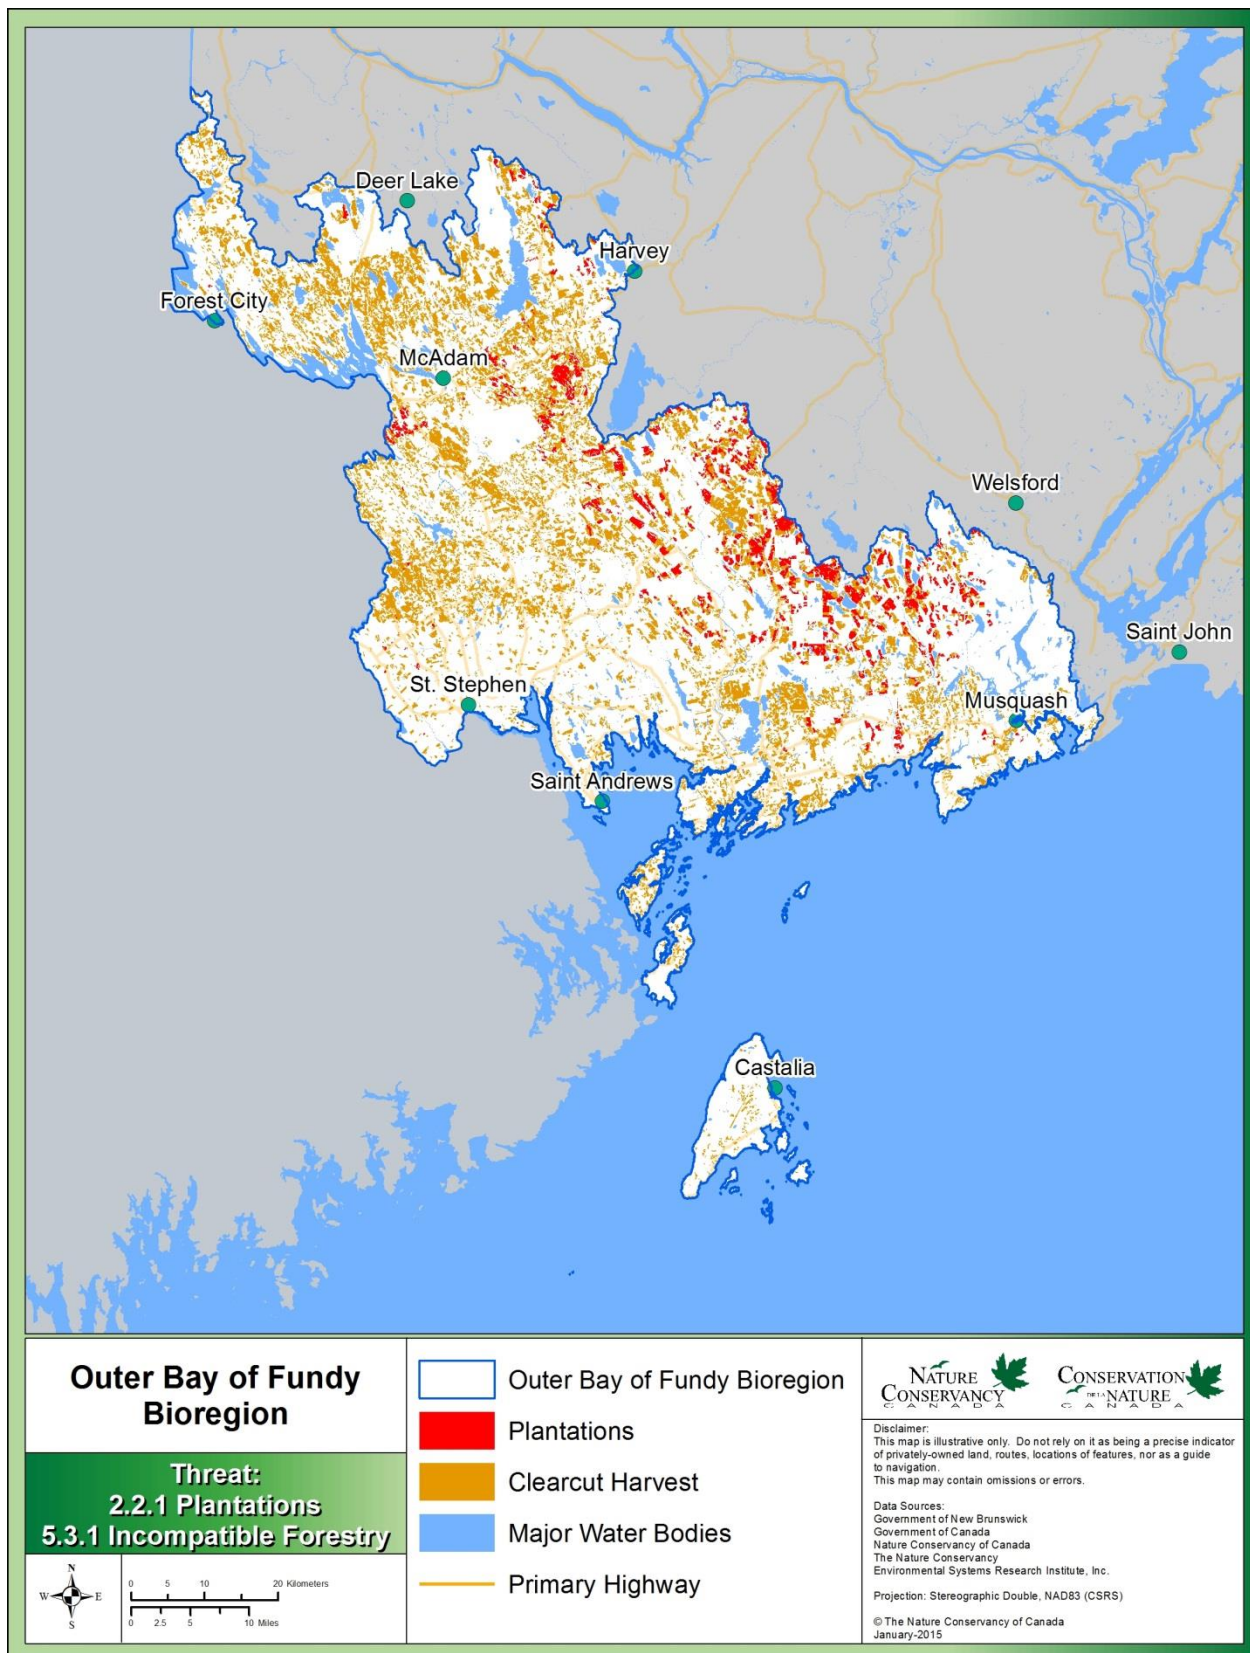 Deer Lake
Harvey
Forest City
McAdam
Welsford
Saint John
St. Stephen
Musquash
Saint Andrews
Castalia
Outer Bay of Fundy
Bioregion
Threat:
2.2.1 Plantations
5.3.1 Incompatible Forestry
N
W E
S
0 5 10 20 Kilometers
0 2.5 5 10 Miles
Outer Bay of Fundy Bioregion
Plantations
Clearcut Harvest
Major Water Bodies
Primary Highway
NATURE
CONSERVANCY
CANADA
CONSERVATION
DE LA NATURE
CANADA
Disclaimer:
This map is illustrative only. Do not rely on it as being a precise indicator
of privately-owned land, routes, locations of features, nor as a guide
to navigation.
This map may contain omissions or errors.
Data Sources:
Government of New Brunswick
Government of Canada
Nature Conservancy of Canada
The Nature Conservancy
Environmental Systems Research Institute, Inc.
Projection: Stereographic Double, NAD83 (CSRS)
© The Nature Conservancy of Canada
January-2015